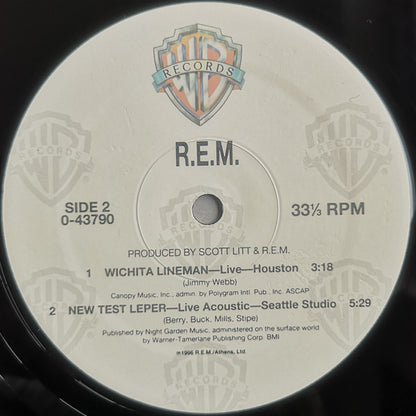 WB
RECORDS
R.E.M.
SIDE 2
0-43790
33⅓ RPM
PRODUCED BY SCOTT LITT & R.E.M.
1 WICHITA LINEMAN—Live—Houston 3:18
(Jimmy Webb)
Canopy Music, Inc., admin. by Polygram Intl. Pub., Inc. ASCAP
2 NEW TEST LEPER—Live Acoustic—Seattle Studio 5:29
(Berry, Buck, Mills, Stipe)
Published by Night Garden Music, administered on the surface world
by Warner-Tamerlane Publishing Corp. BMI
℗1996 R.E.M./Athens, Ltd